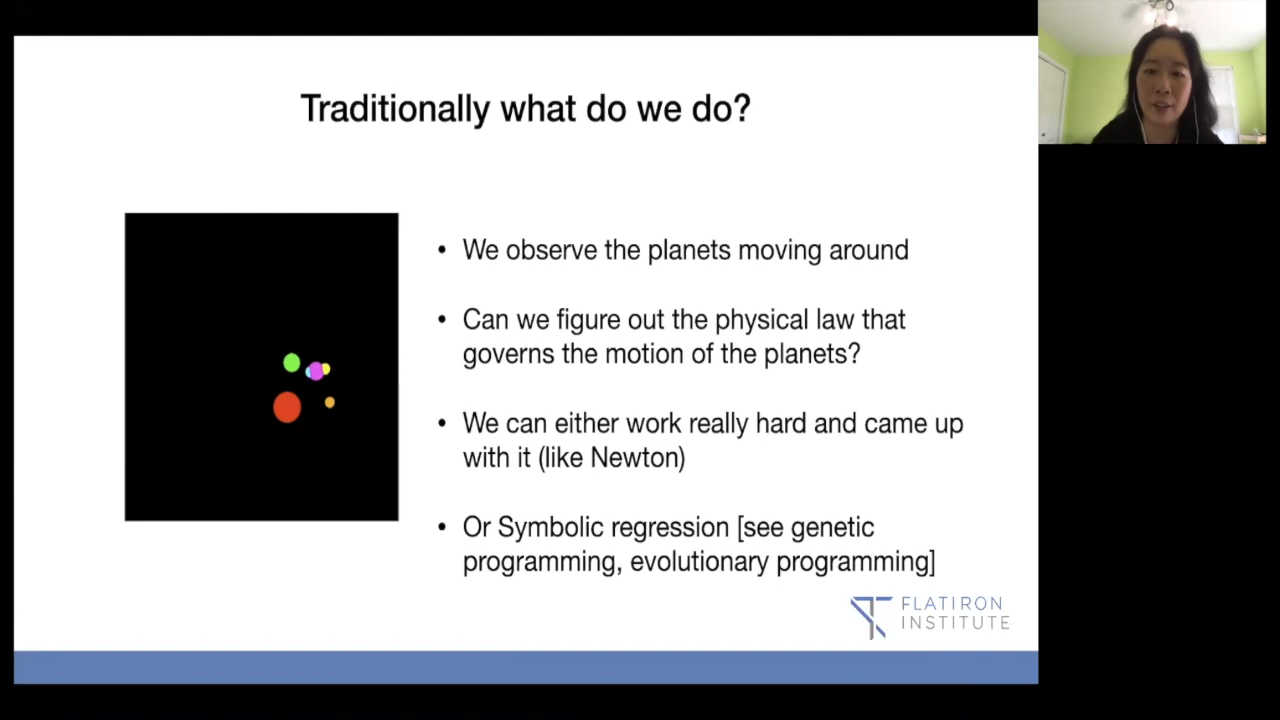 Traditionally what do we do?
• We observe the planets moving around
• Can we figure out the physical law that
governs the motion of the planets?
• We can either work really hard and came up
with it (like Newton)
• Or Symbolic regression [see genetic
programming, evolutionary programming]
FLATIRON
INSTITUTE